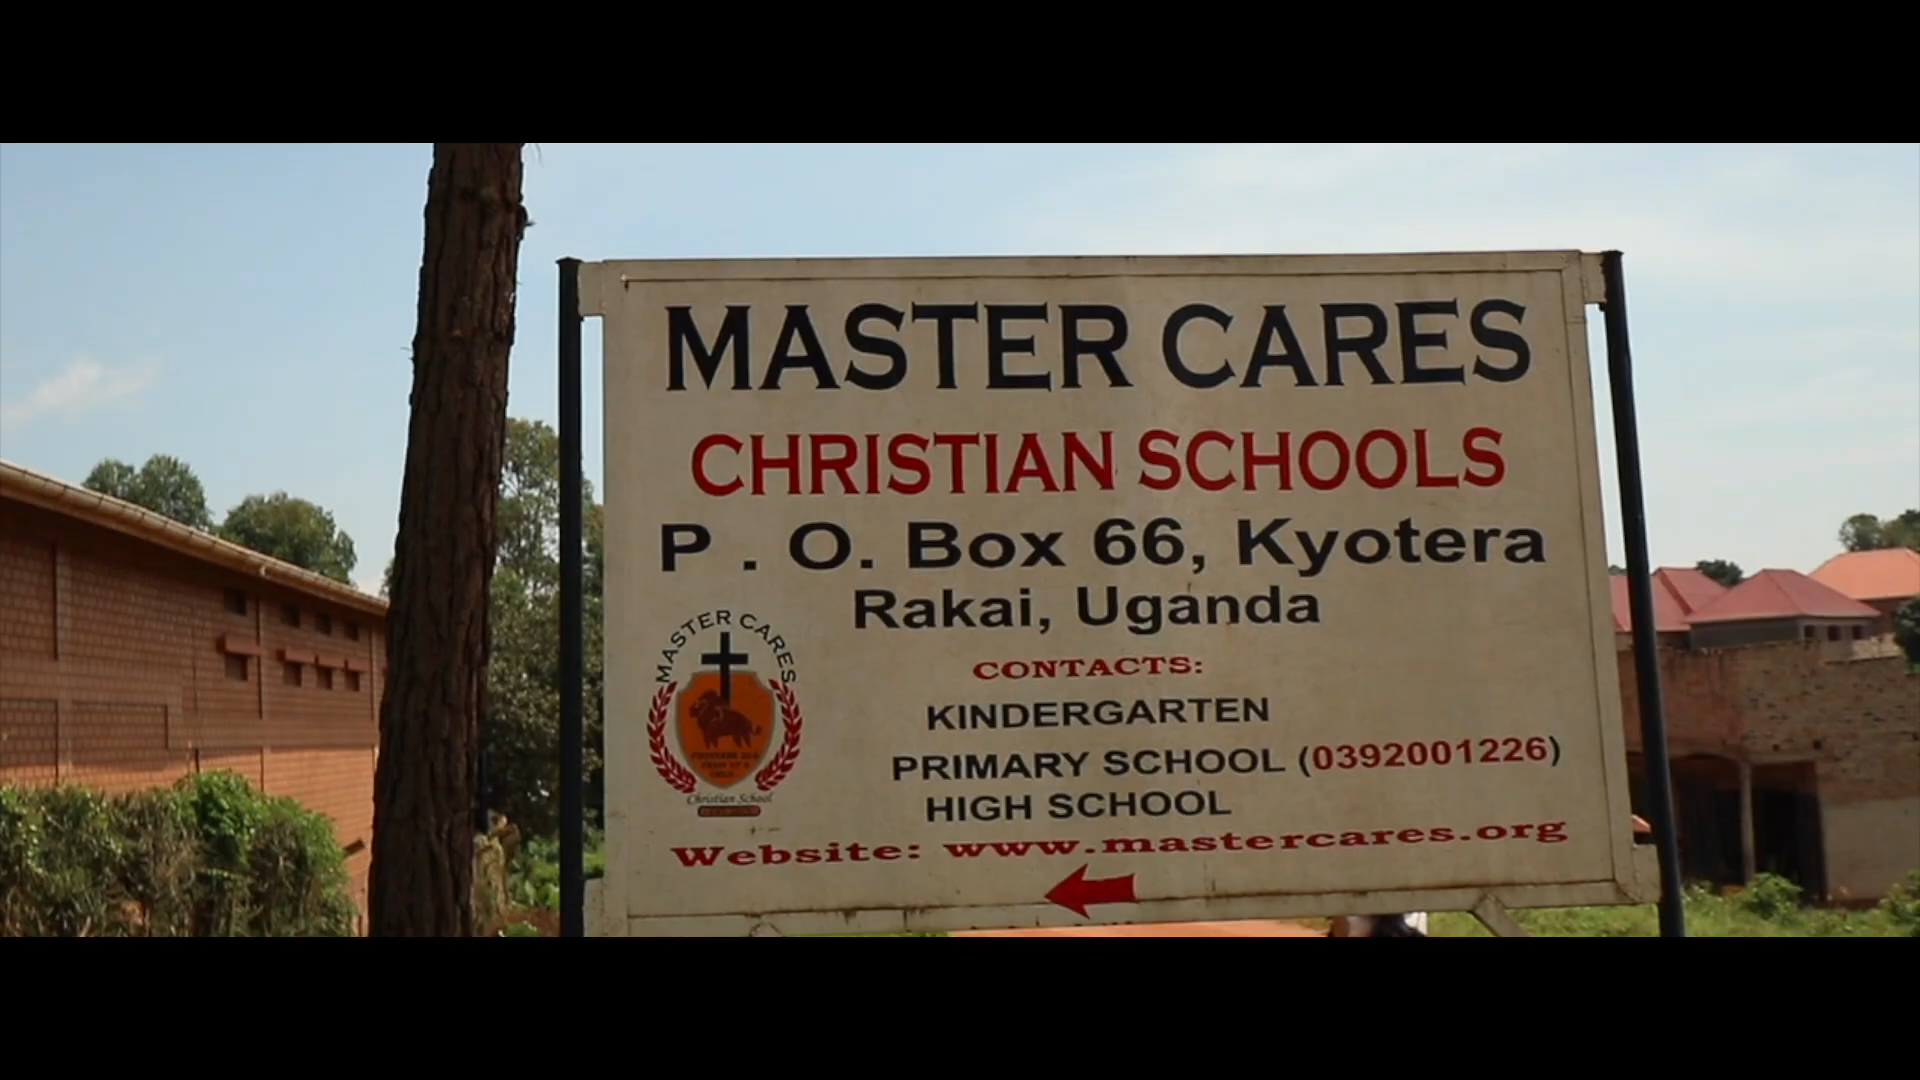 MASTER CARES
CHRISTIAN SCHOOLS
P . O. Box 66, Kyotera
Rakai, Uganda
CONTACTS:
KINDERGARTEN
PRIMARY SCHOOL (0392001226)
HIGH SCHOOL
Website: www.mastercares.org
MASTER CARES
Christian School